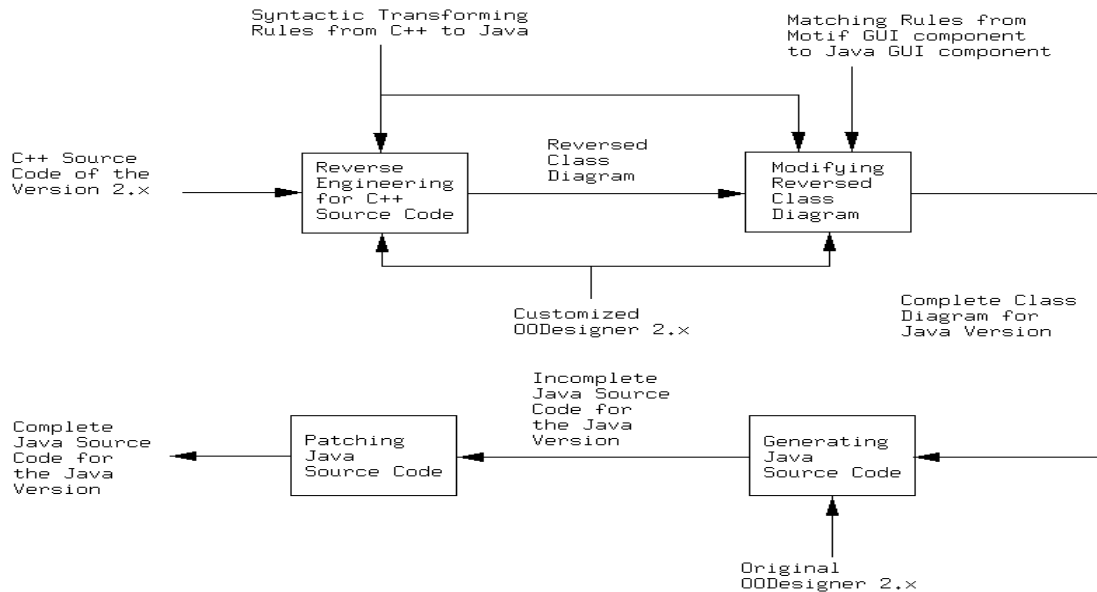 Syntactic Transforming
Rules from C++ to Java
Matching Rules from
Motif GUI component
to Java GUI component
C++ Source
Code of the
Version 2.x
Reverse
Engineering
for C++
Source Code
Reversed
Class
Diagram
Modifying
Reversed
Class
Diagram
Customized
OODesigner 2.x
Complete Class
Diagram for
Java Version
Complete
Java Source
Code for
the Java
Version
Patching
Java
Source Code
Incomplete
Java Source
Code for
the Java
Version
Generating
Java
Source Code
Original
OODesigner 2.x